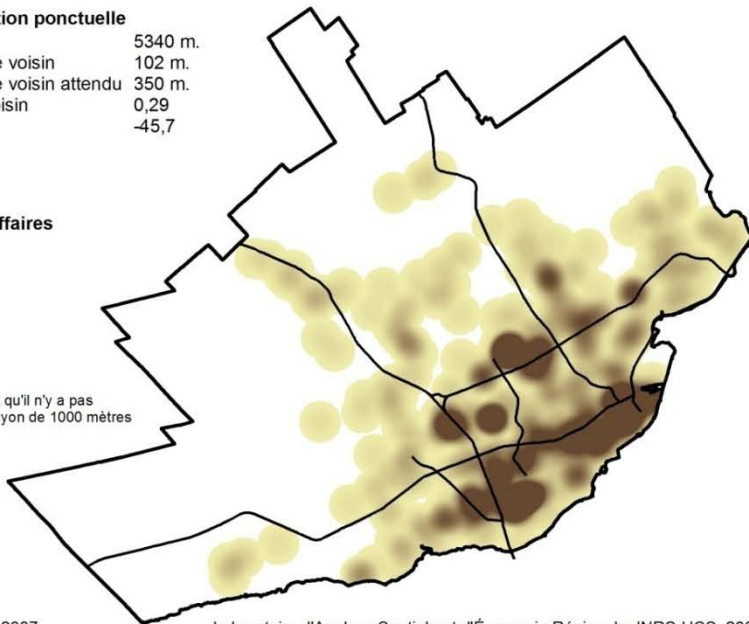 tion ponctuelle
5340 m.
e voisin 102 m.
e voisin attendu 350 m.
oisin 0,29
-45,7
ffaires
qu'il n'y a pas
yon de 1000 mètres